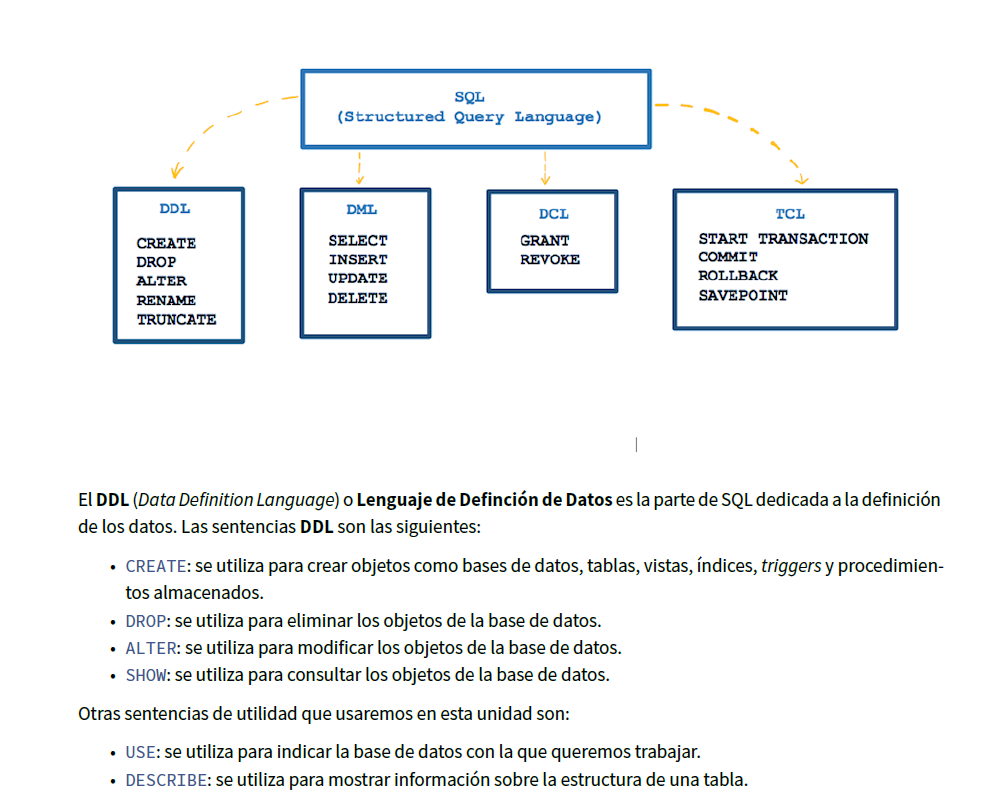 SQL
(Structured Query Language)
DDL
CREATE
DROP
ALTER
RENAME
TRUNCATE
DML
SELECT
INSERT
UPDATE
DELETE
DCL
GRANT
REVOKE
TCL
START TRANSACTION
COMMIT
ROLLBACK
SAVEPOINT
El DDL (Data Definition Language) o Lenguaje de Definción de Datos es la parte de SQL dedicada a la definición
de los datos. Las sentencias DDL son las siguientes:
• CREATE: se utiliza para crear objetos como bases de datos, tablas, vistas, índices, triggers y procedimien-
tos almacenados.
• DROP: se utiliza para eliminar los objetos de la base de datos.
• ALTER: se utiliza para modificar los objetos de la base de datos.
• SHOW: se utiliza para consultar los objetos de la base de datos.
Otras sentencias de utilidad que usaremos en esta unidad son:
• USE: se utiliza para indicar la base de datos con la que queremos trabajar.
• DESCRIBE: se utiliza para mostrar información sobre la estructura de una tabla.